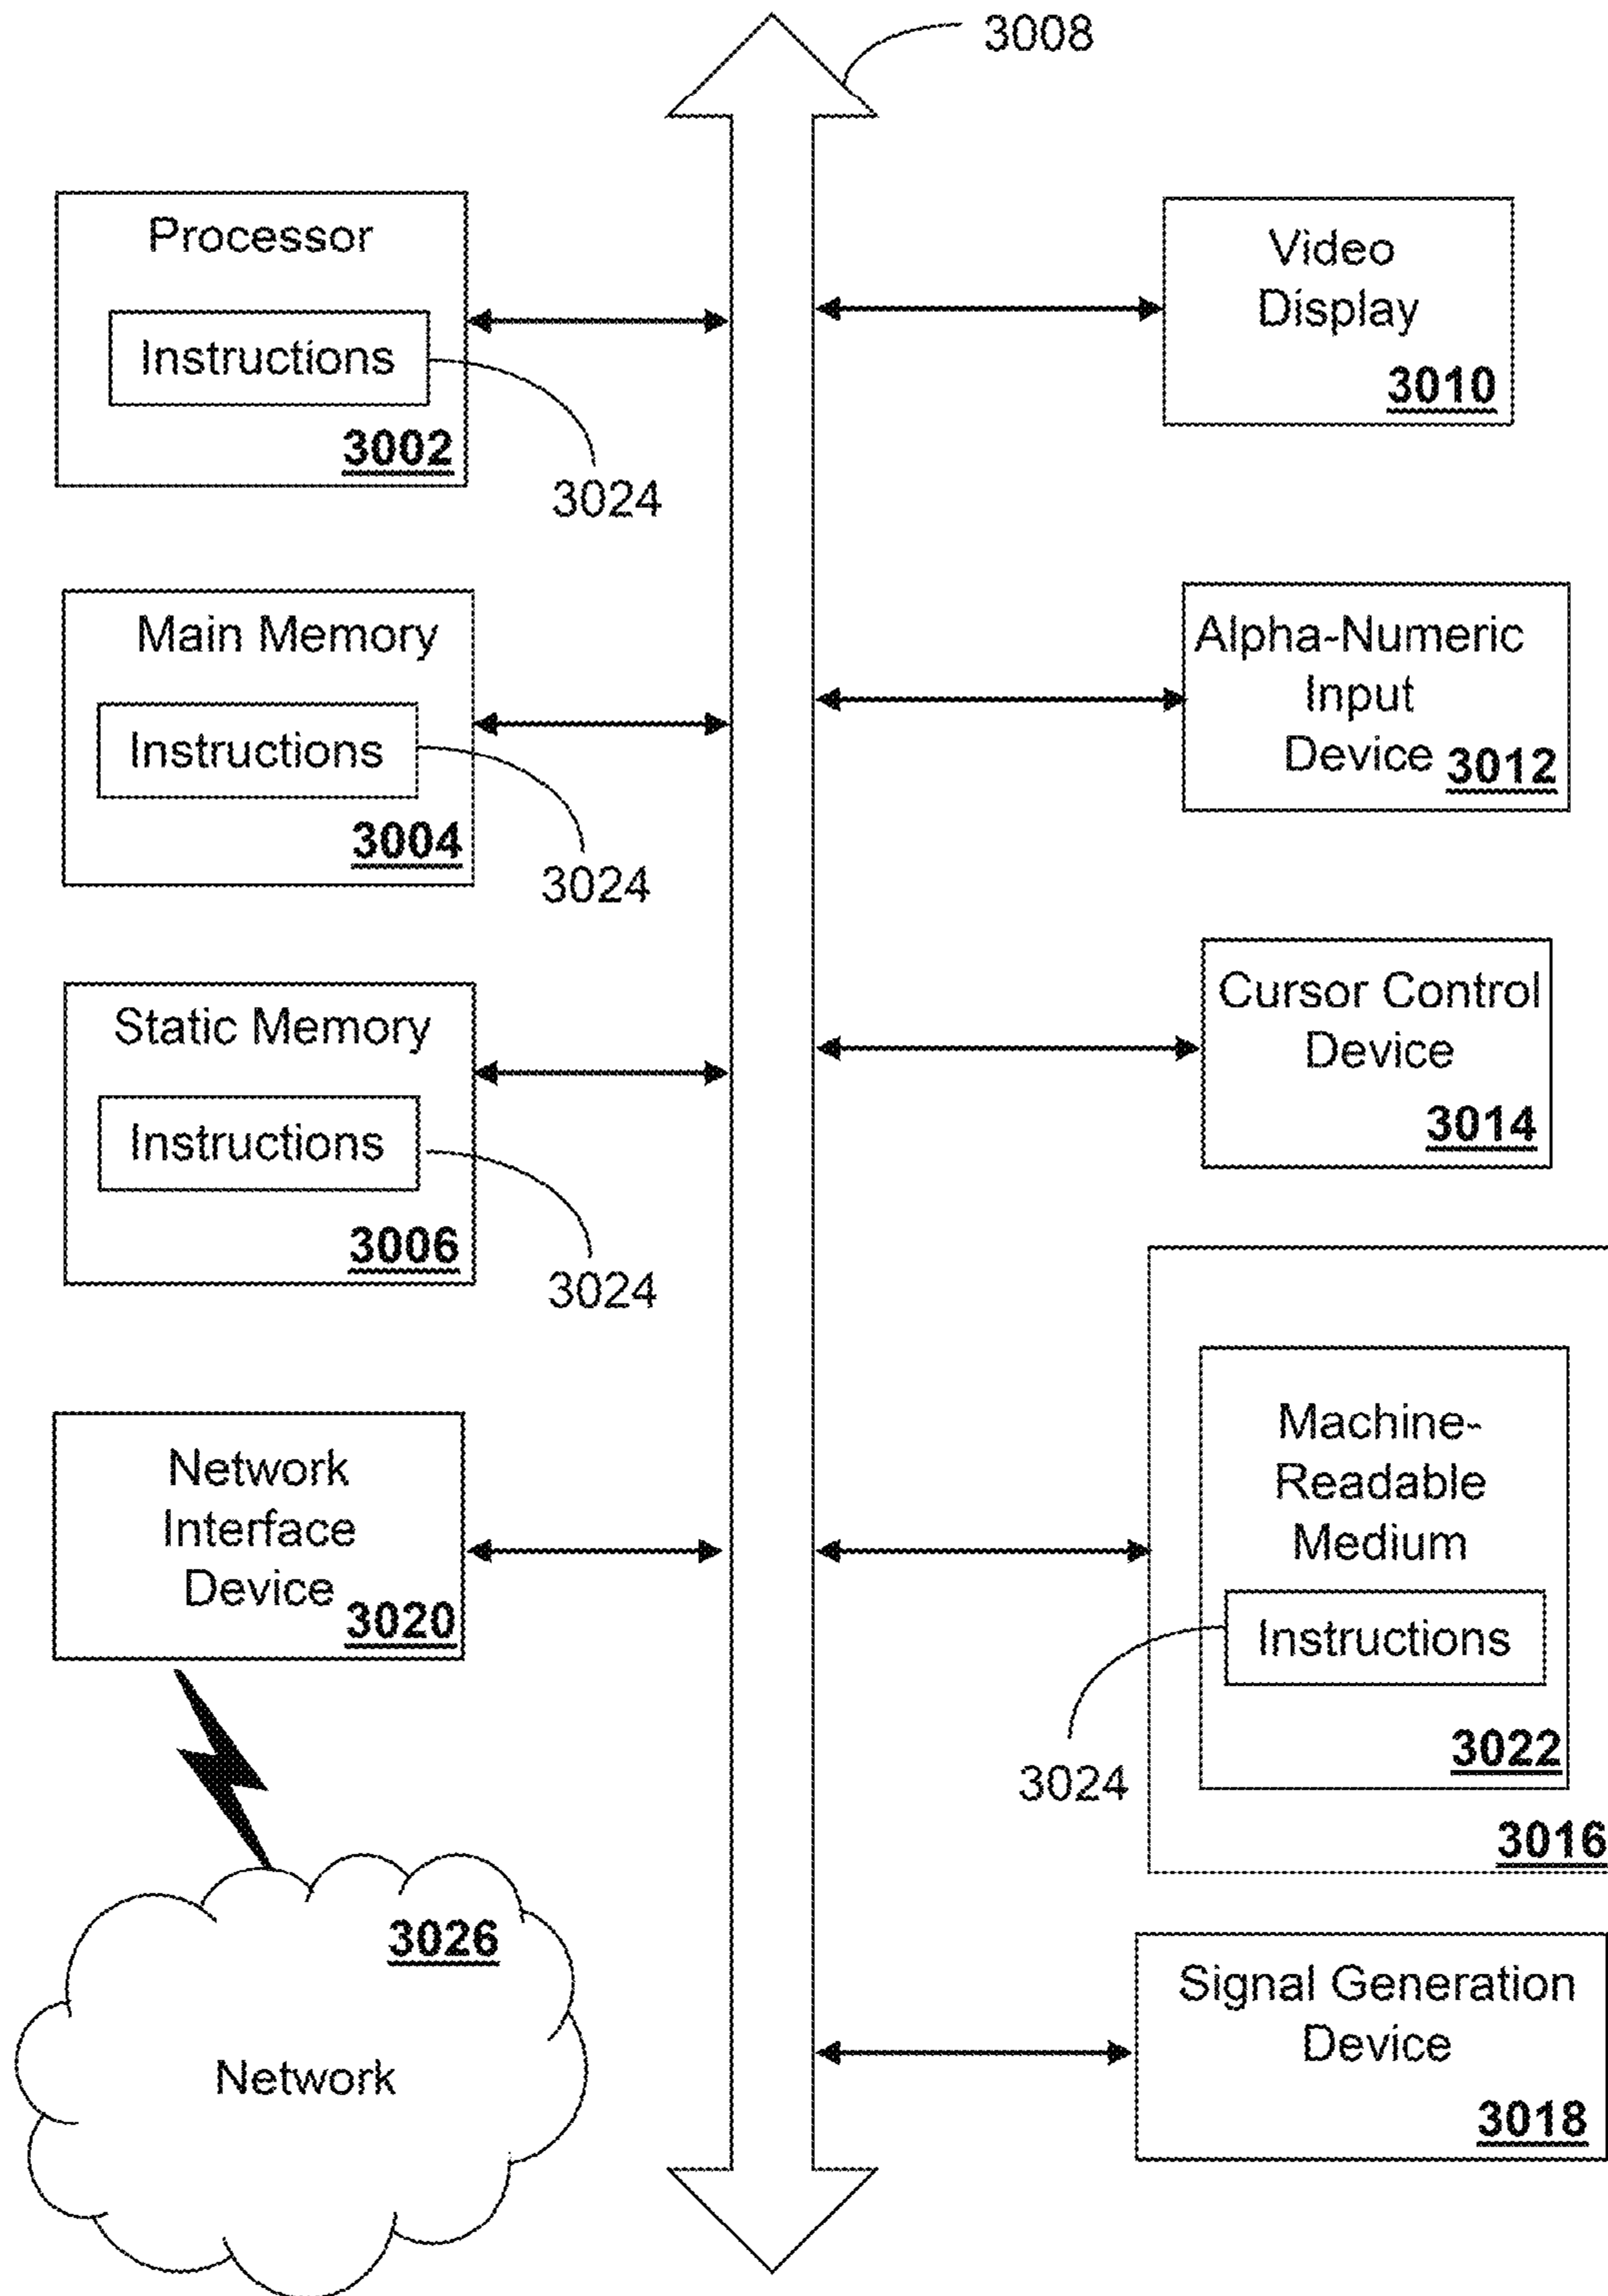 3008
Processor
Instructions
3002
3024
Main Memory
Instructions
3004
3024
Static Memory
Instructions
3006
3024
Network
Interface
Device
3020
3026
Network
Video
Display
3010
Alpha-Numeric
Input
Device 3012
Cursor Control
Device
3014
Machine-
Readable
Medium
Instructions
3022
3024
3016
Signal Generation
Device
3018